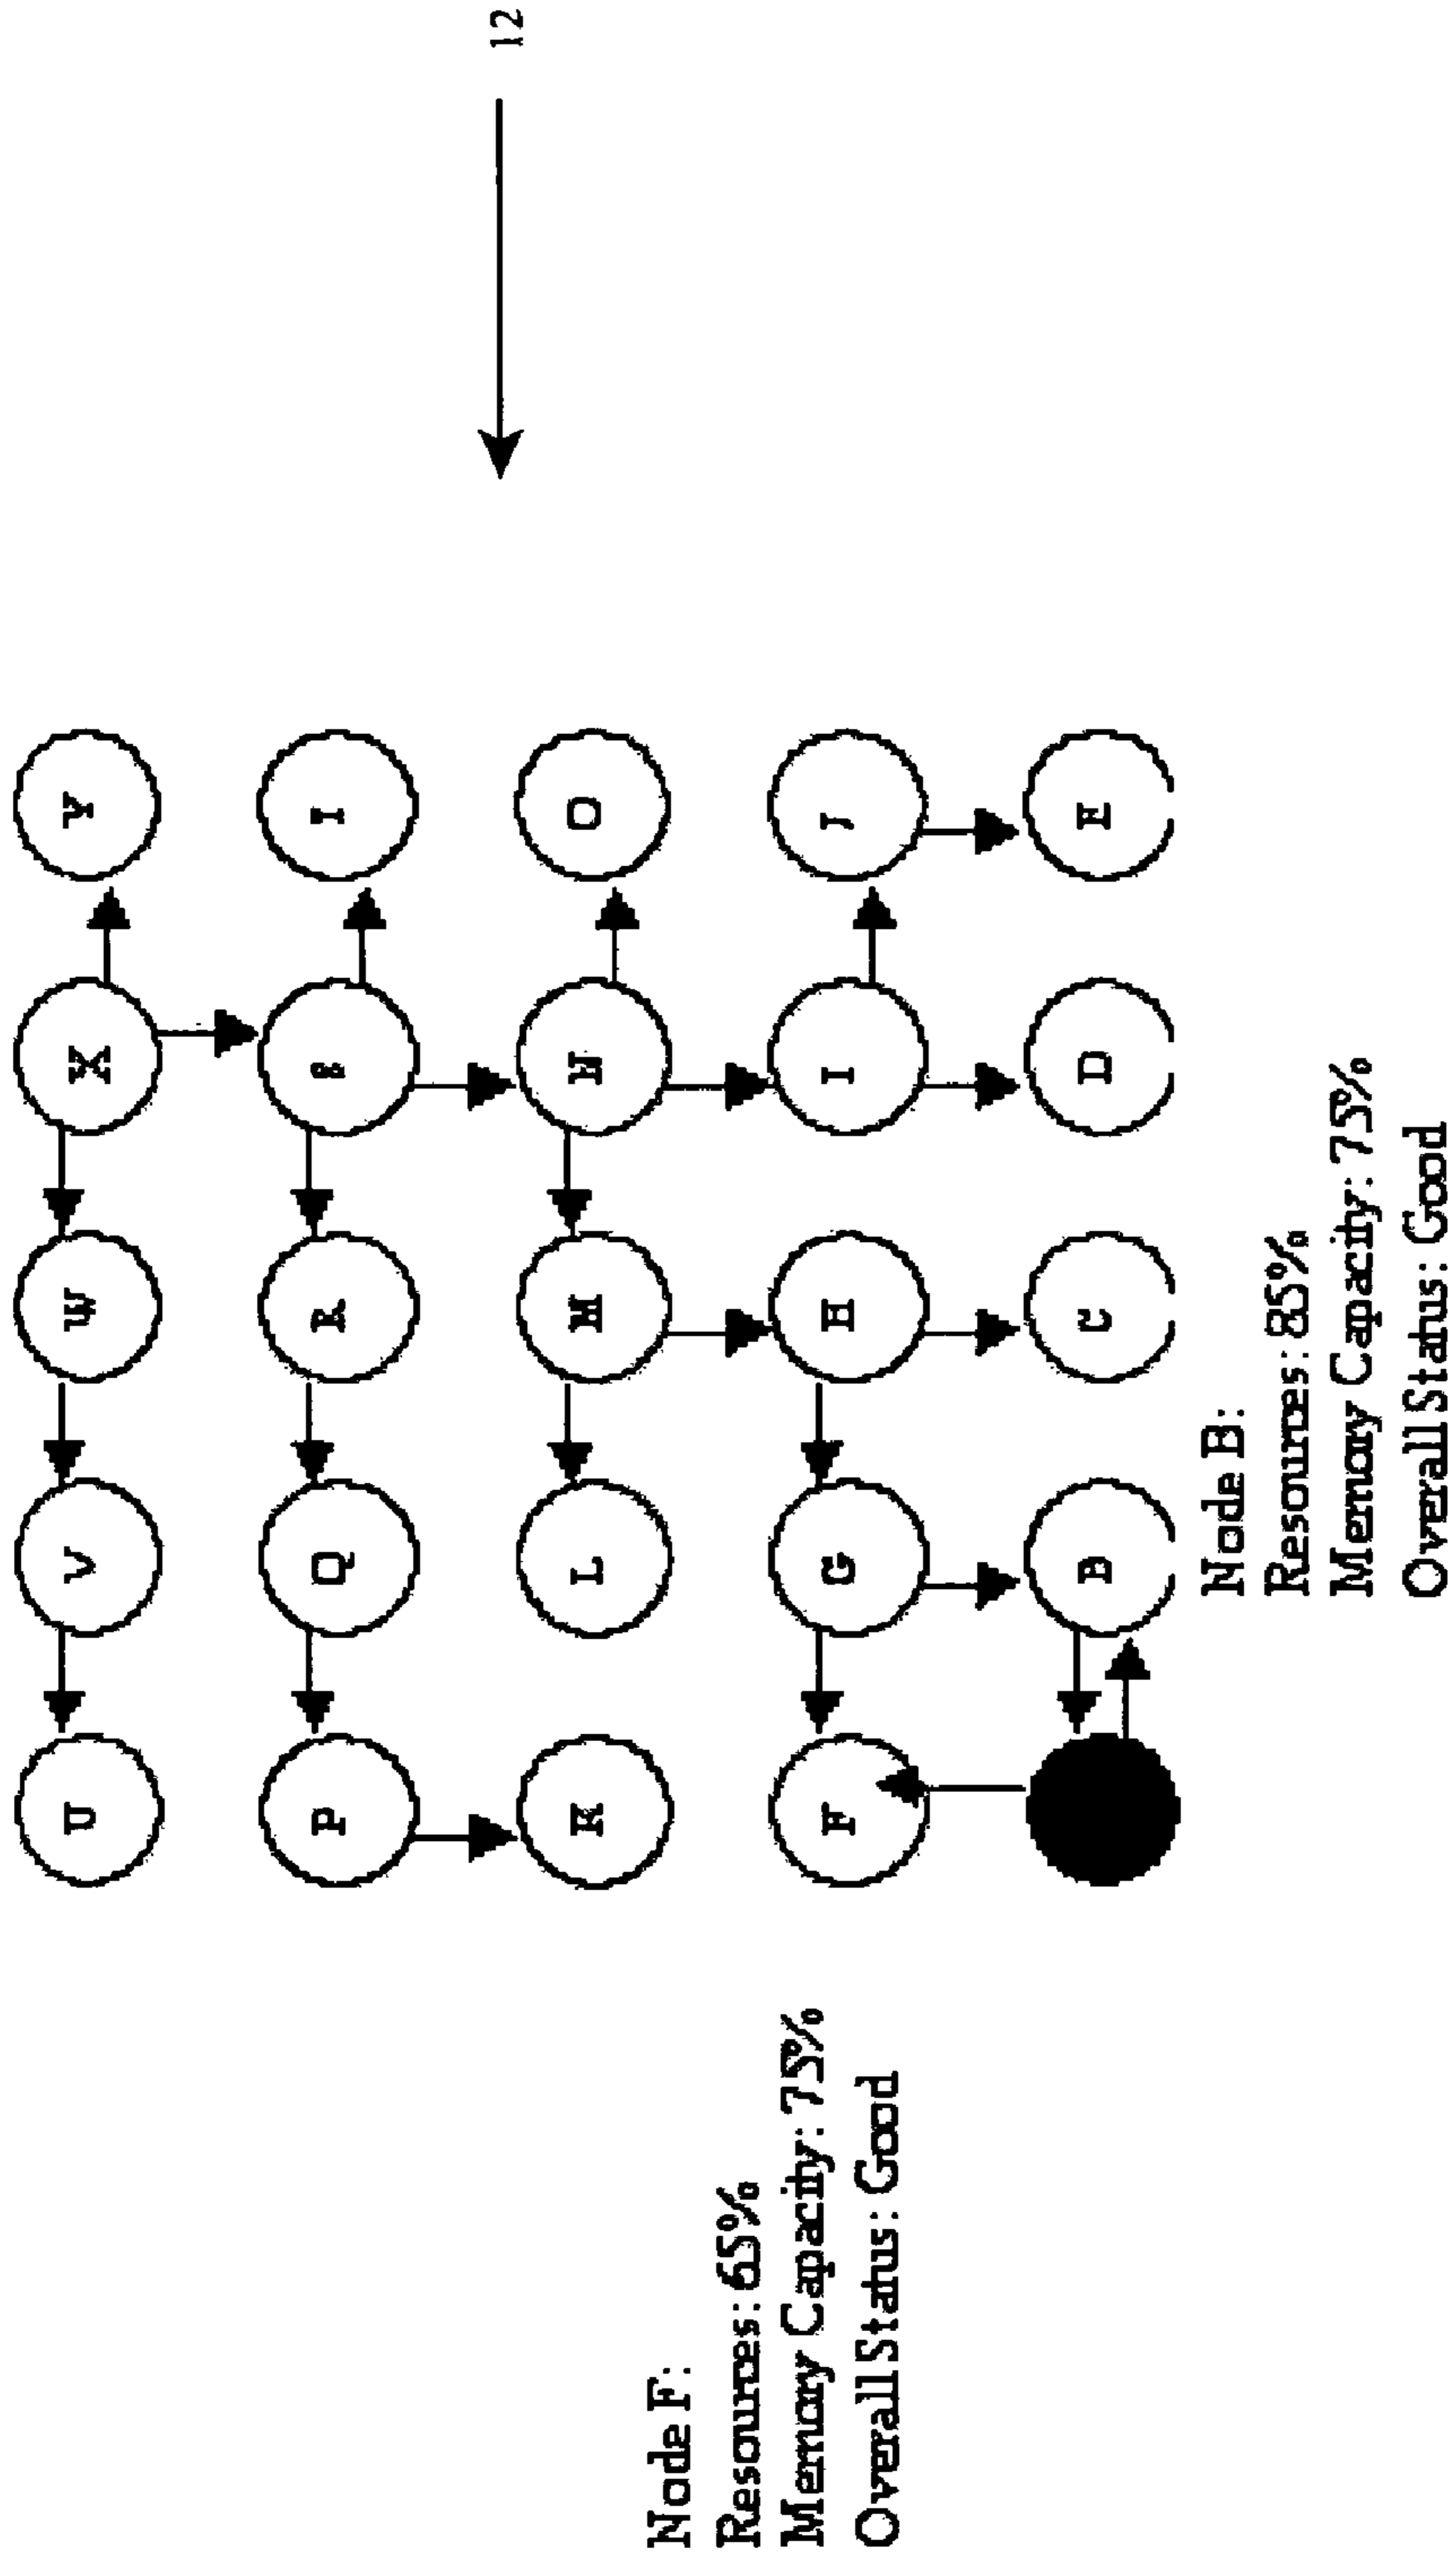 U V W X Y
P Q R S T
12
K L M N O
Node F:
Resources: 65%
Memory Capacity: 75%
Overall Status: Good
F G H I J
B C D E
Node B:
Resources: 85%
Memory Capacity: 75%
Overall Status: Good